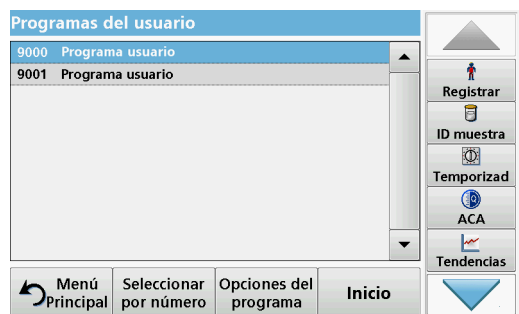 Programas del usuario
9000 Programa usuario
9001 Programa usuario
Registrar
ID muestra
Temporizad
ACA
Tendencias
Menú
Principal
Seleccionar
por número
Opciones del
programa
Inicio